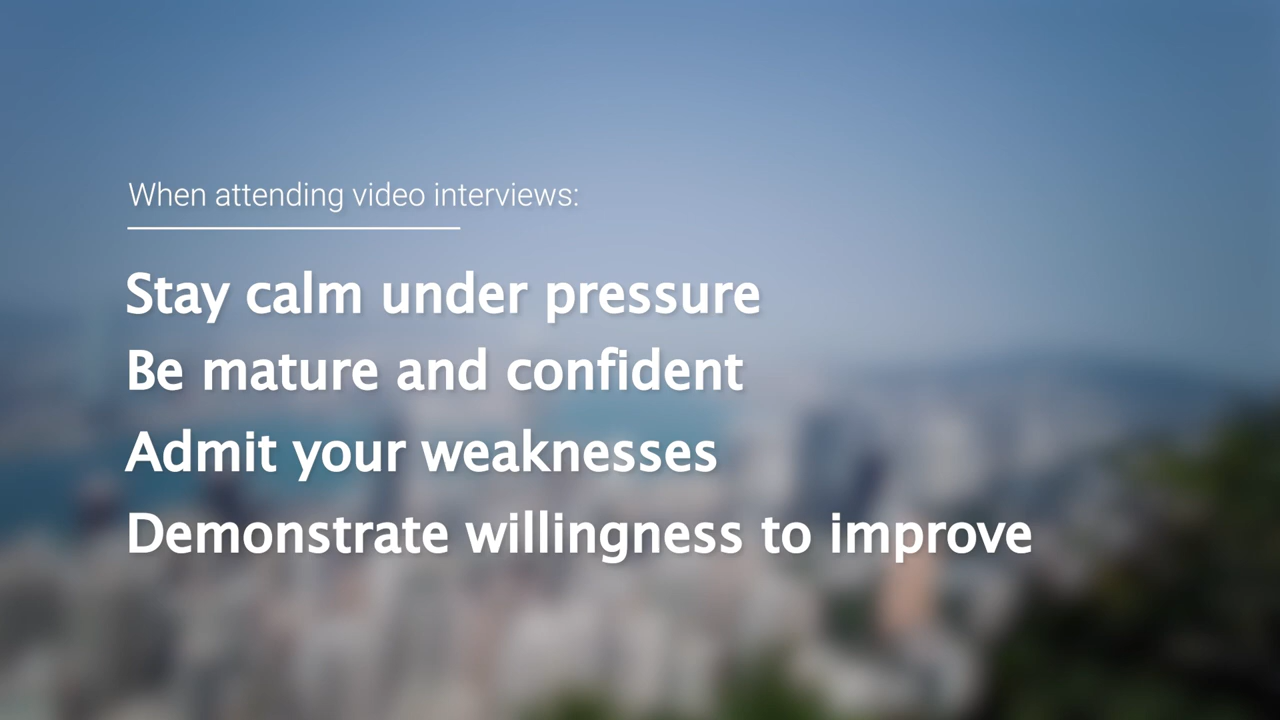 When attending video interviews:
Stay calm under pressure
Be mature and confident
Admit your weaknesses
Demonstrate willingness to improve